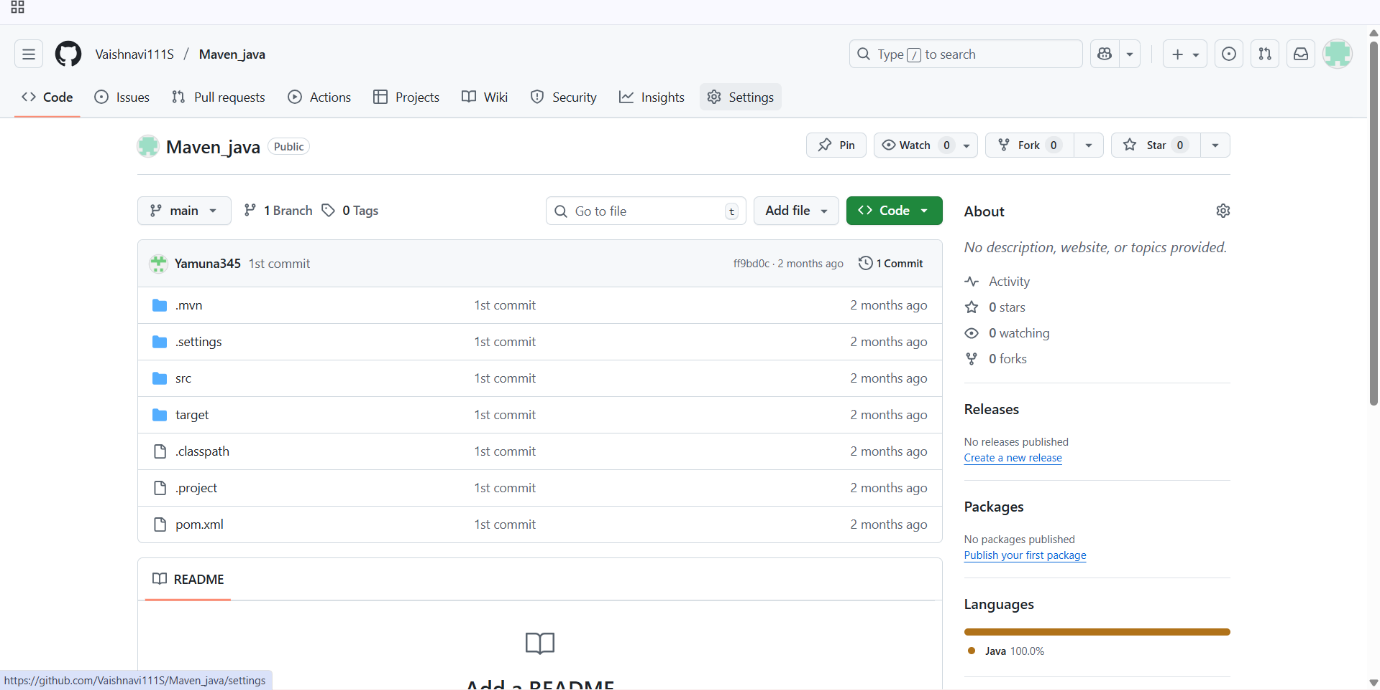 Vaishnavi111S / Maven_java
Type / to search
Code Issues Pull requests Actions Projects Wiki Security Insights Settings
Maven_java Public
Pin Watch 0 Fork 0 Star 0
main 1 Branch 0 Tags
Go to file t Add file Code
Yamuna345 1st commit ff9bd0c · 2 months ago 1 Commit
.mvn 1st commit 2 months ago
.settings 1st commit 2 months ago
src 1st commit 2 months ago
target 1st commit 2 months ago
.classpath 1st commit 2 months ago
.project 1st commit 2 months ago
pom.xml 1st commit 2 months ago
README
Add a README
About
No description, website, or topics provided.
Activity
0 stars
0 watching
0 forks
Releases
No releases published
Create a new release
Packages
No packages published
Publish your first package
Languages
Java 100.0%
https://github.com/Vaishnavi111S/Maven_java/settings